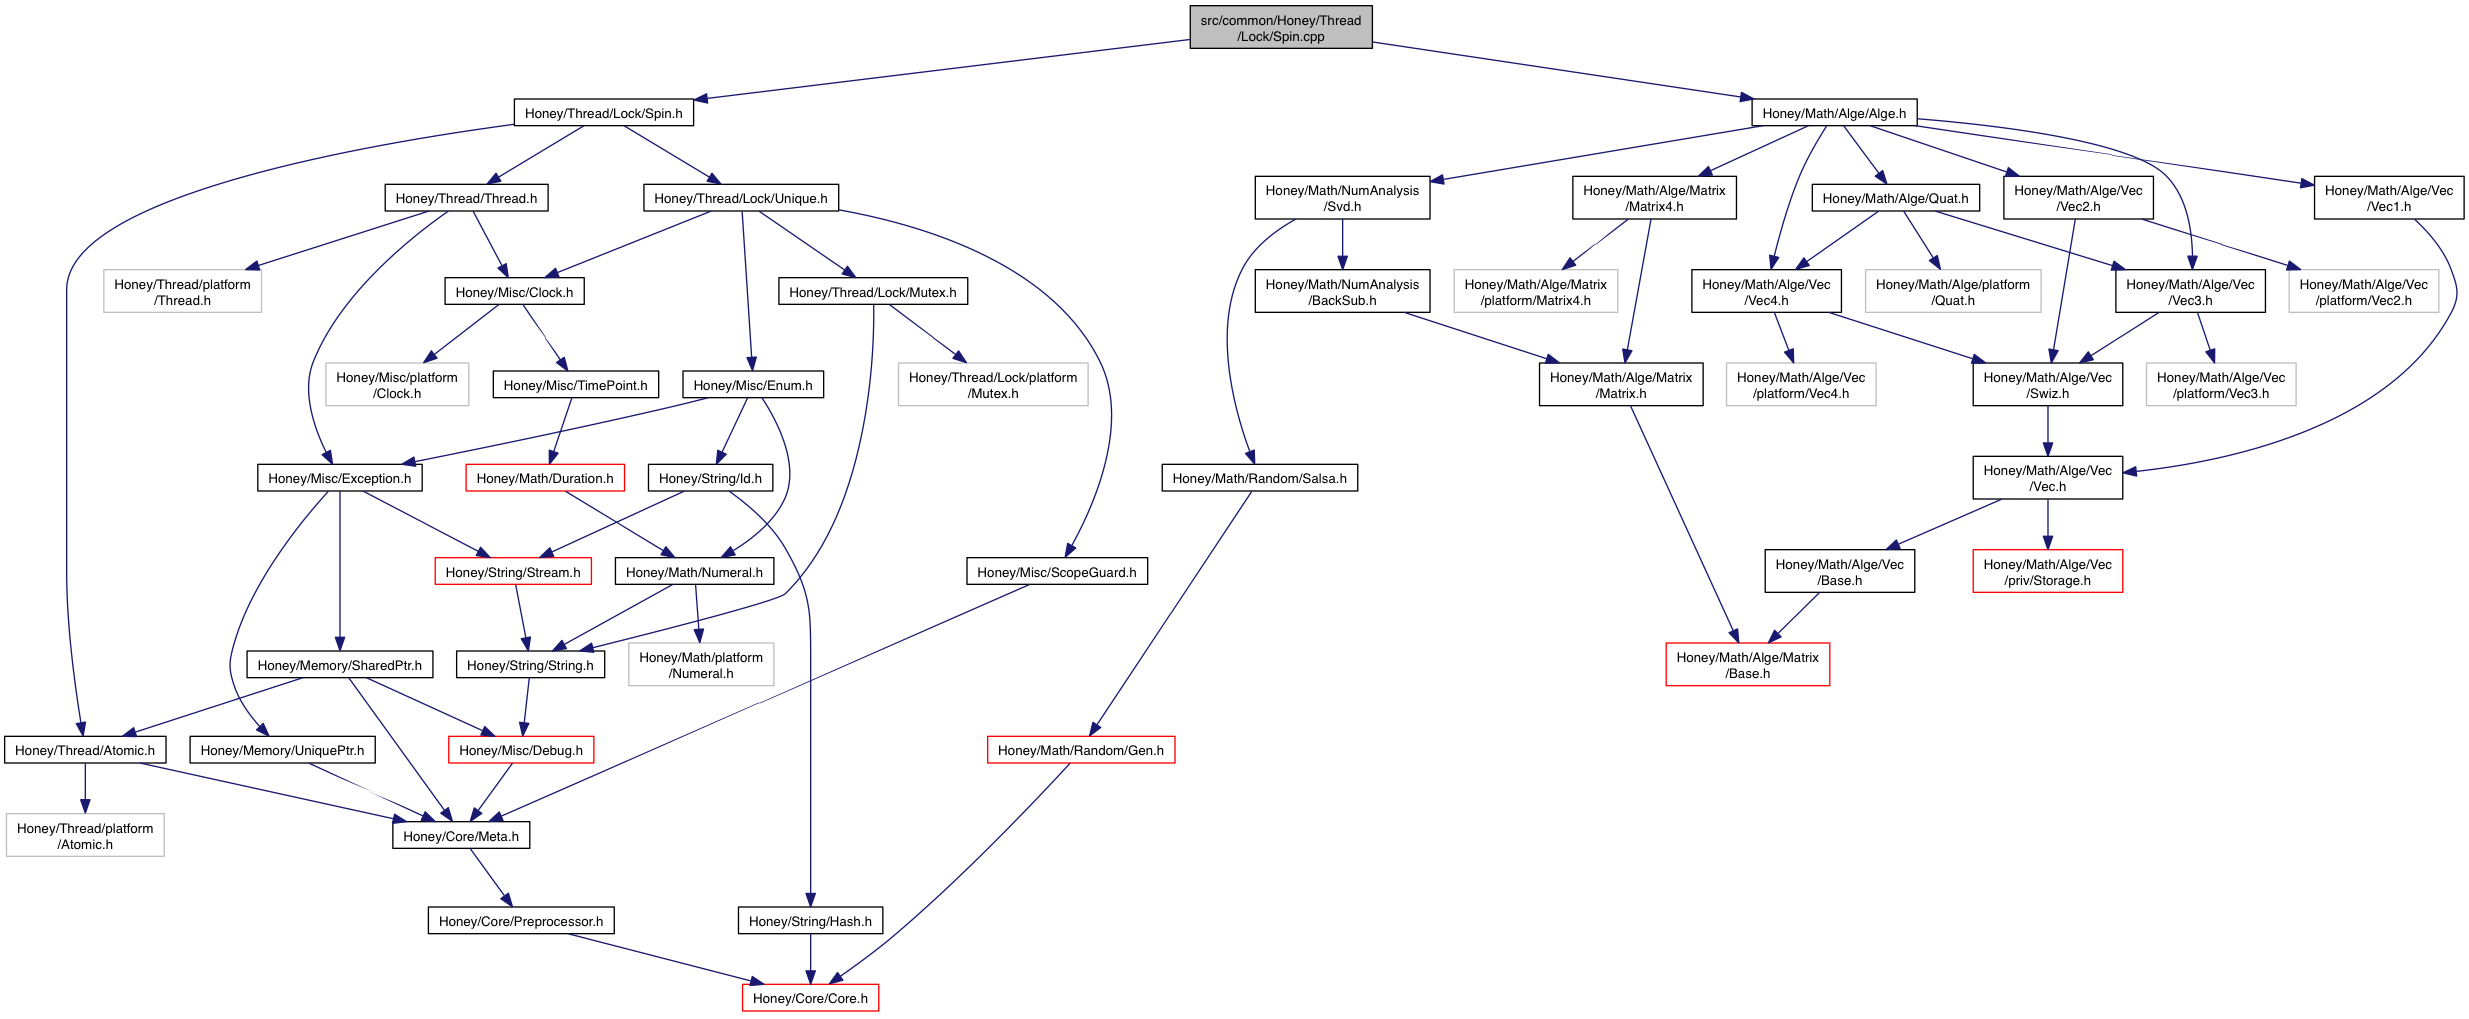 src/common/Honey/Thread
/Lock/Spin.cpp
Honey/Thread/Lock/Spin.h
Honey/Math/Alge/Alge.h
Honey/Thread/Thread.h
Honey/Thread/Lock/Unique.h
Honey/Math/NumAnalysis
/Svd.h
Honey/Math/Alge/Matrix
/Matrix4.h
Honey/Math/Alge/Quat.h
Honey/Math/Alge/Vec
/Vec2.h
Honey/Math/Alge/Vec
/Vec1.h
Honey/Thread/platform
/Thread.h
Honey/Misc/Clock.h
Honey/Thread/Lock/Mutex.h
Honey/Math/NumAnalysis
/BackSub.h
Honey/Math/Alge/Matrix
/platform/Matrix4.h
Honey/Math/Alge/Vec
/Vec4.h
Honey/Math/Alge/platform
/Quat.h
Honey/Math/Alge/Vec
/Vec3.h
Honey/Math/Alge/Vec
/platform/Vec2.h
Honey/Misc/platform
/Clock.h
Honey/Misc/TimePoint.h
Honey/Misc/Enum.h
Honey/Thread/Lock/platform
/Mutex.h
Honey/Math/Alge/Matrix
/Matrix.h
Honey/Math/Alge/Vec
/platform/Vec4.h
Honey/Math/Alge/Vec
/Swiz.h
Honey/Math/Alge/Vec
/platform/Vec3.h
Honey/Misc/Exception.h
Honey/Math/Duration.h
Honey/String/Id.h
Honey/Math/Random/Salsa.h
Honey/Math/Alge/Vec
/Vec.h
Honey/String/Stream.h
Honey/Math/Numeral.h
Honey/Misc/ScopeGuard.h
Honey/Math/Alge/Vec
/Base.h
Honey/Math/Alge/Vec
/priv/Storage.h
Honey/Memory/SharedPtr.h
Honey/String/String.h
Honey/Math/platform
/Numeral.h
Honey/Math/Alge/Matrix
/Base.h
Honey/Thread/Atomic.h
Honey/Memory/UniquePtr.h
Honey/Misc/Debug.h
Honey/Math/Random/Gen.h
Honey/Thread/platform
/Atomic.h
Honey/Core/Meta.h
Honey/Core/Preprocessor.h
Honey/String/Hash.h
Honey/Core/Core.h